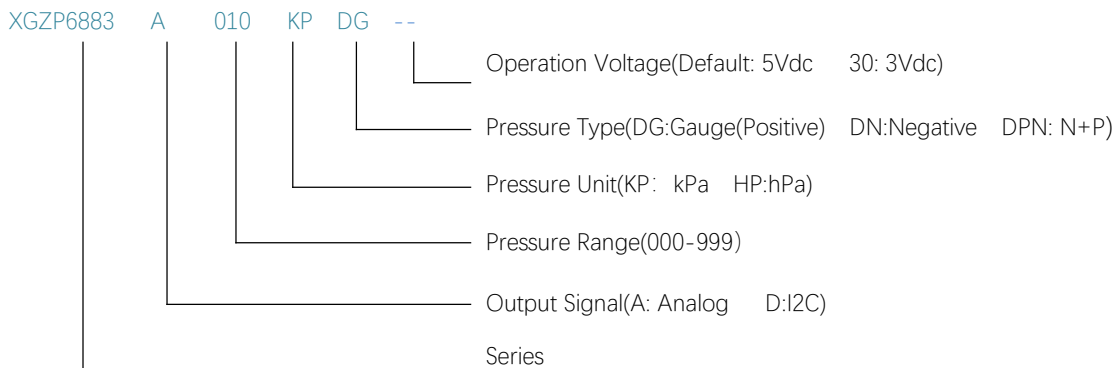 XGZP6883 A 010 KP DG --
Operation Voltage(Default: 5Vdc 30: 3Vdc)
Pressure Type(DG:Gauge(Positive) DN:Negative DPN: N+P)
Pressure Unit(KP: kPa HP:hPa)
Pressure Range(000-999)
Output Signal(A: Analog D:I2C)
Series